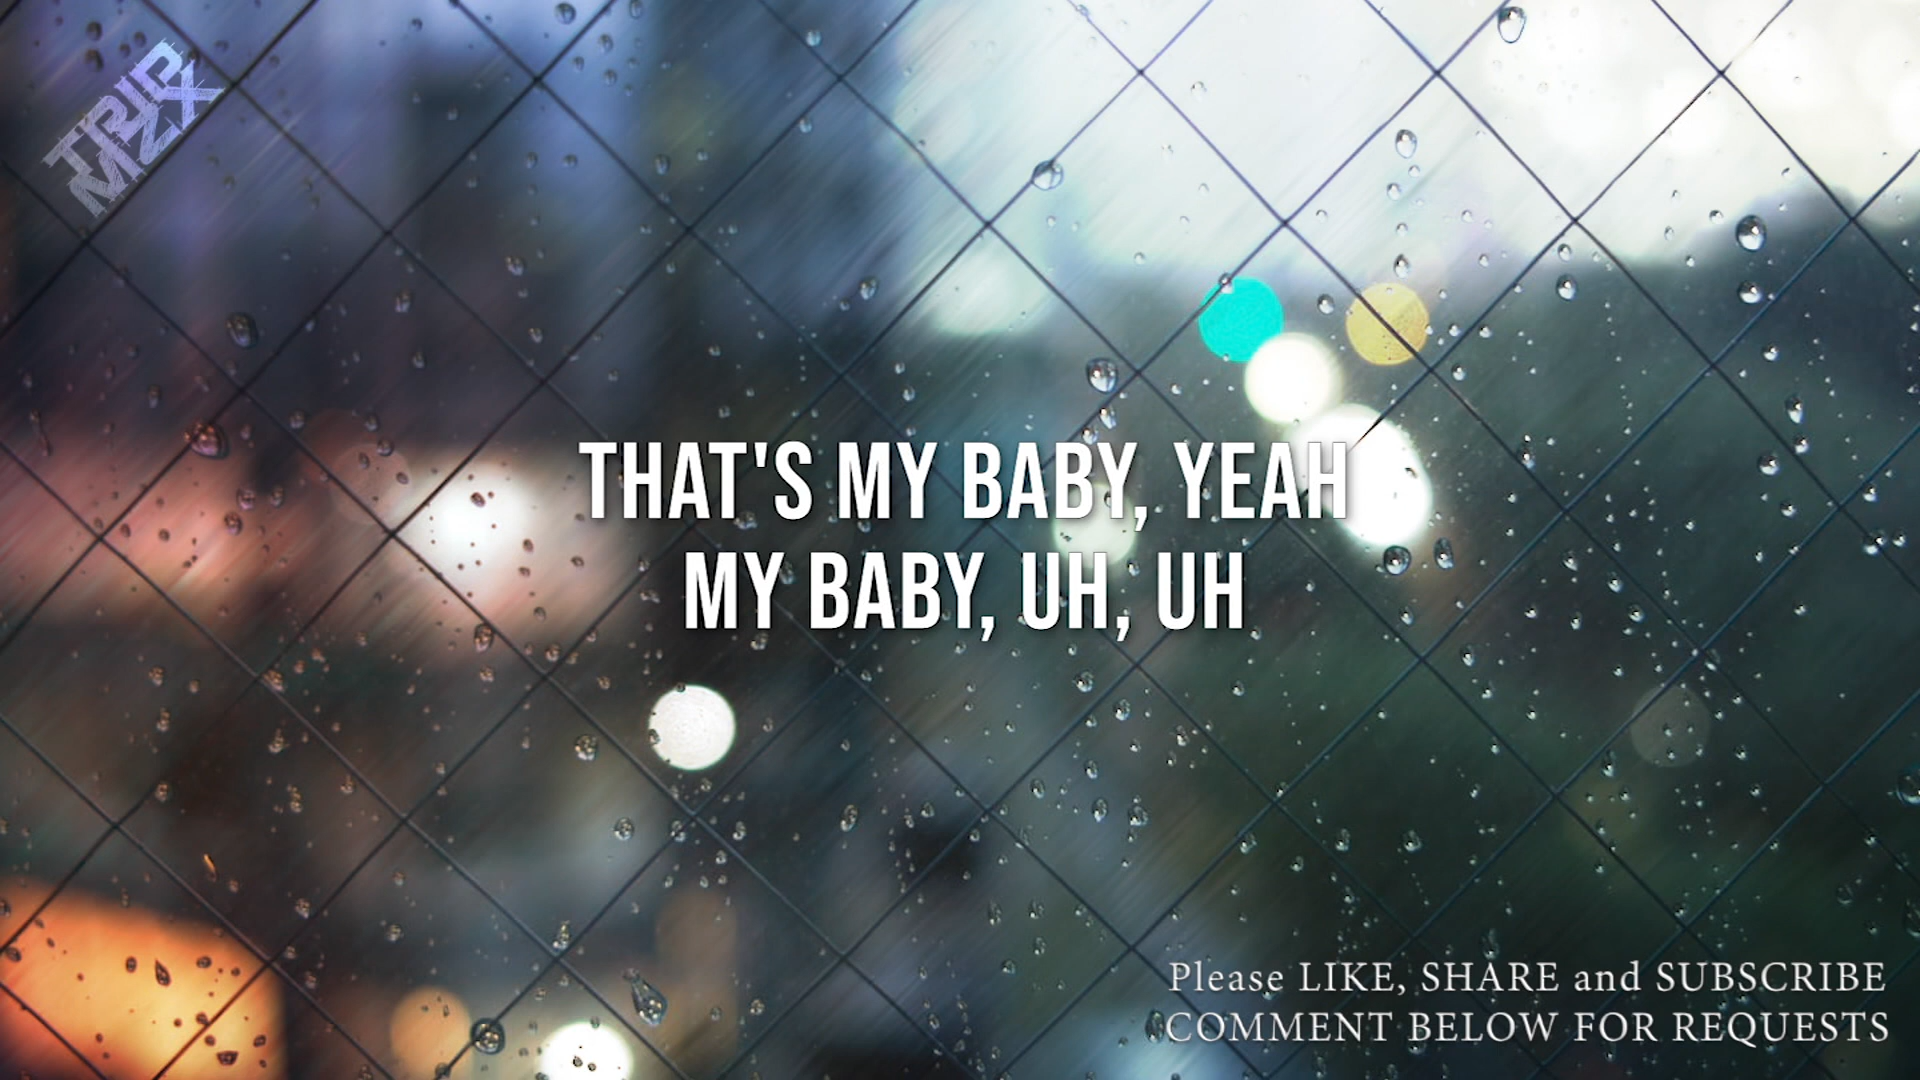 TRIP
MZX
THAT'S MY BABY, YEAH
MY BABY, UH, UH
Please LIKE, SHARE and SUBSCRIBE
COMMENT BELOW FOR REQUESTS